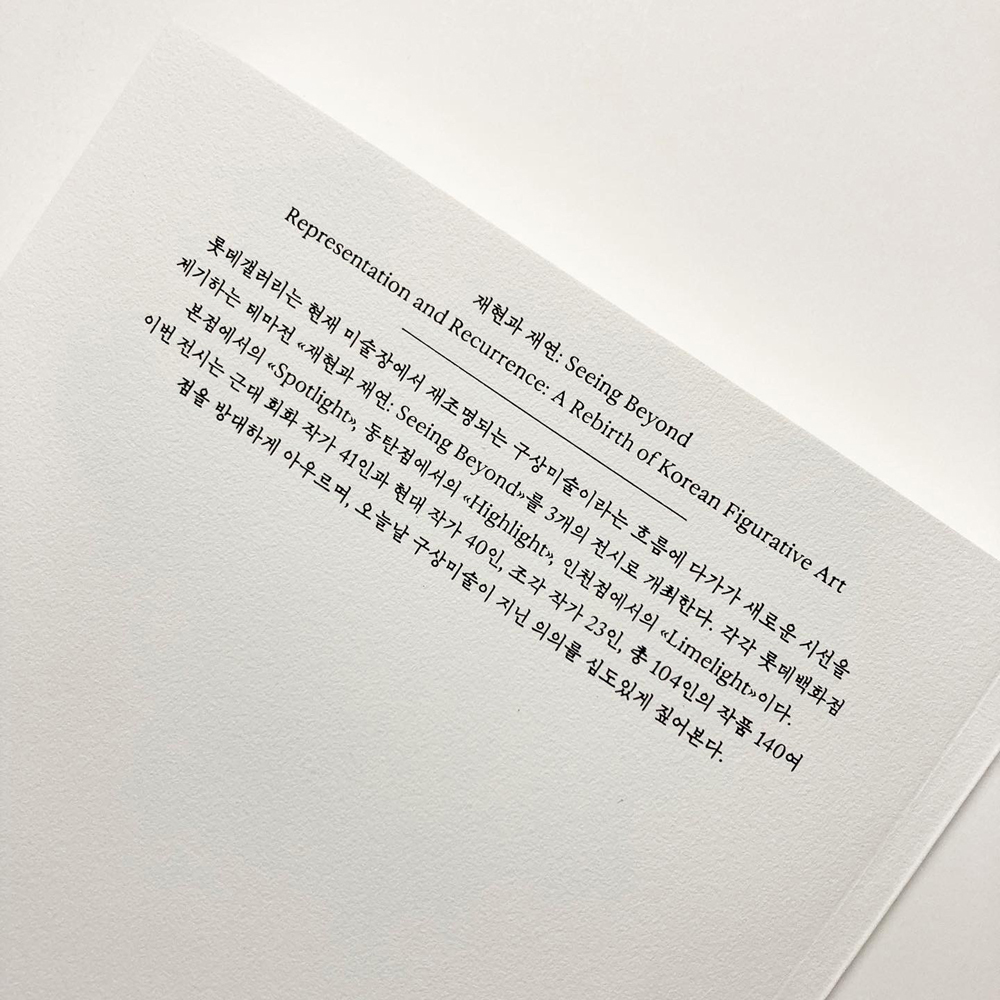 재현과 재연: Seeing Beyond
Representation and Recurrence: A Rebirth of Korean Figurative Art
롯데갤러리는 현재 미술장에서 재조명되는 구상미술이라는 흐름에 다가가 새로운 시선을
제기하는 테마전 «재현과 재연: Seeing Beyond»를 3개의 전시로 개최한다. 각각 롯데백화점
본점에서의 «Spotlight», 동탄점에서의 «Highlight», 인천점에서의 «Limelight»이다.
이번 전시는 근대 회화 작가 41인과 현대 작가 40인, 조각 작가 23인, 총 104인의 작품 140여
점을 방대하게 아우르며, 오늘날 구상미술이 지닌 의의를 심도있게 짚어본다.